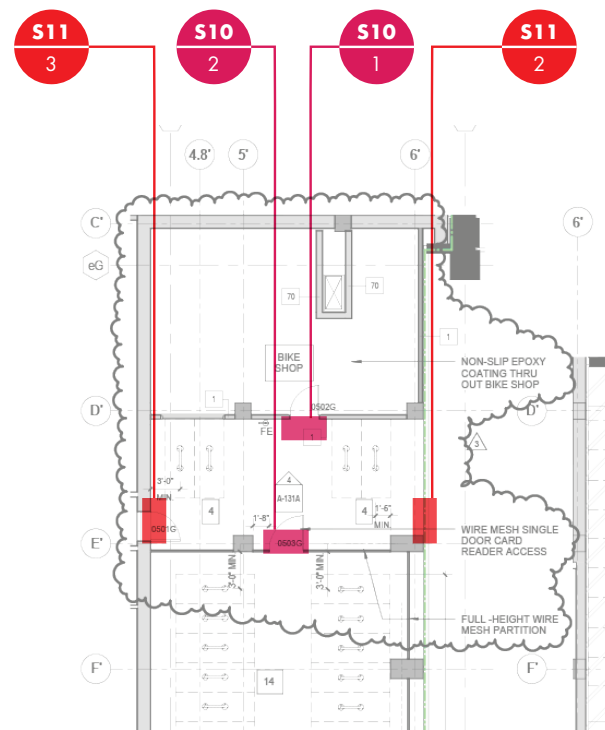 S11
3
S10
2
S10
1
S11
2
4.8'
5'
6'
C'
6'
eG
70
70
1
BIKE
SHOP
NON-SLIP EPOXY
COATING THRU
OUT BIKE SHOP
1
0502G
D'
D'
FE
1
3
4
3'-0"
MIN.
A-131A
4
4
1'-8"
1'-6"
MIN.
0501G
0503G
WIRE MESH SINGLE
DOOR CARD
READER ACCESS
E'
3'-0" MIN.
3'-0" MIN.
FULL -HEIGHT WIRE
MESH PARTITION
F'
F'
14